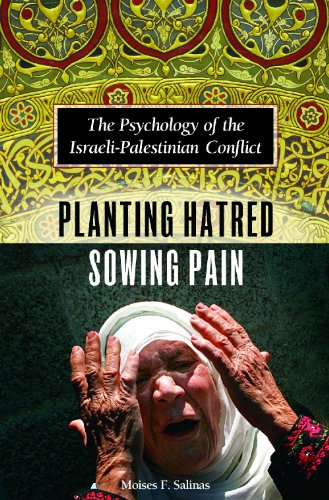 The Psychology of the
Israeli-Palestinian Conflict
PLANTING HATRED
SOWING PAIN
Moises F. Salinas